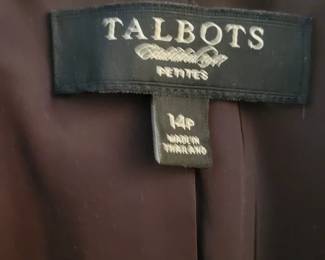 TALBOTS
PETITES
14P
MADE IN
THAILAND